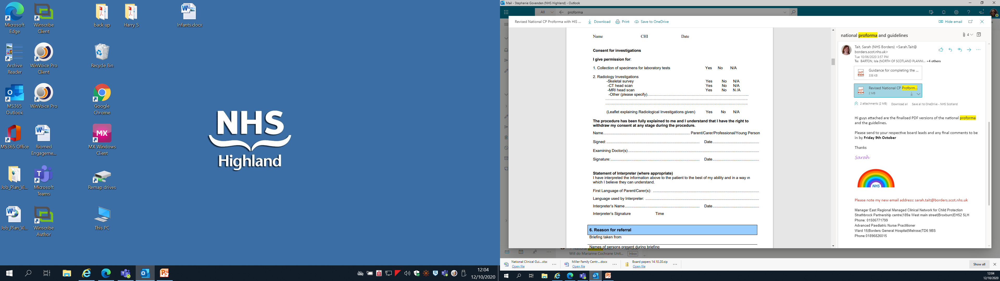 Microsoft
Edge
Winscribe
Client
back up
Harry S
Infants.docx
Archive
Reader
WinVoice Pro
Client
Recycle Bin
MS365
Outlook
WinVoice Pro
Google
Chrome
MS365 Office
Riomed
Engageme...
MX
MX Windows
Client
Job_Plan_Vi...
Microsoft
Teams
Remap drives
Job_Plan_Vi...
Winscribe
Author
This PC
NHS
Highland
12:04
12/10/2020
Mail - Stephanie Govenden (NHS Highland) - Outlook
All
proforma
Revised National CP Proforma with HIS ...
Download
Print
Save to OneDrive
Hide email
Name CHI Date
Consent for investigations
I give permission for:
1. Collection of specimens for laboratory tests Yes No N/A
2. Radiology Investigations
-Skeletal survey Yes No N/A
-CT head scan Yes No N/A
-MRI head scan Yes No N /A
-Other (please specify)
(Leaflet explaining Radiological Investigations given) Yes No N/A
The procedure has been fully explained to me and I understand that I have the right to
withdraw my consent at any stage during the procedure.
Name Parent/Carer/Professional/Young Person
Signed: Date
Examining Doctor(s)
Signature: Date
Statement of Interpreter (where appropriate)
I have interpreted the information above to the patient to the best of my ability and in a way in
which I believe they can understand.
First Language of Parent/Carer(s):
Language used by Interpreter:
Interpreter's Name Date
Interpreter's Signature Time
6. Reason for referral
Briefing taken from
Names of persons present during briefing
national proforma and guidelines
4
Tait, Sarah (NHS Borders) <Sarah.Tait@
borders.scot.nhs.uk>
Tue 10/06/2020 3:57 PM
To: BARTON, Isla (NORTH OF SCOTLAND PLANNI... +4 others
Guidance for completing the ...
338 KB
Revised National CP Proform...
2 MB
2 attachments (2 MB) Download all Save all to OneDrive - NHS Scotland
Hi guys attached are the finalised PDF versions of the national proforma
and the guidelines.
Please send to your respective board leads and any final comments to be
in by Friday 9th October
Thanks
Sarah
NHS
Please note my new email address: sarah.tait@borders.scot.nhs.uk
Manager East Regional Managed Clinical Network for Child Protection
Strathbrock Partnership centre|189a West main street|Broxburn|EH52 5LH
Phone: 01506771799
Advanced Paediatric Nurse Practitioner
Ward 15|Borders General Hospital|Melrose|TD6 9BS
Phone:01896826015
Will do Marianne Cochrane Unit...
Inbox
National Clinical Gui....xlsx
Open file
Miller Family Centr....docx
Open file
Board papers 14.10.20.zip
Open file
Show all
12:04
12/10/2020